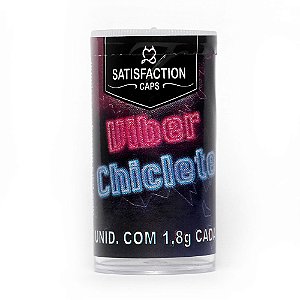 SATISFACTION
CAPS
Viber
Chiclete
UNID. COM 1,8g CADA